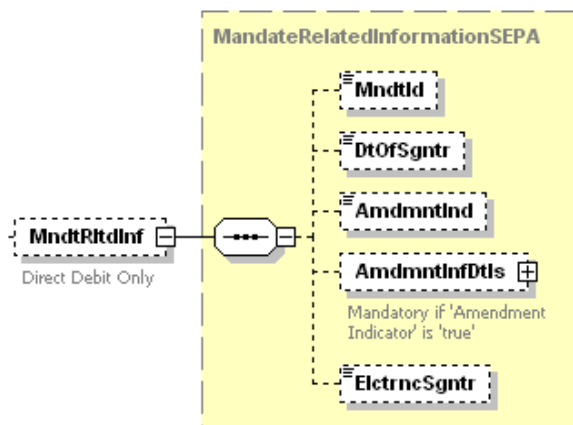 MandateRelatedInformationSEPA
MndtId
DtOfSgntr
AmdmntInd
MndtRltdInf
Direct Debit Only
AmdmntInfDtls
Mandatory if 'Amendment
Indicator' is 'true'
ElctrncSgntr